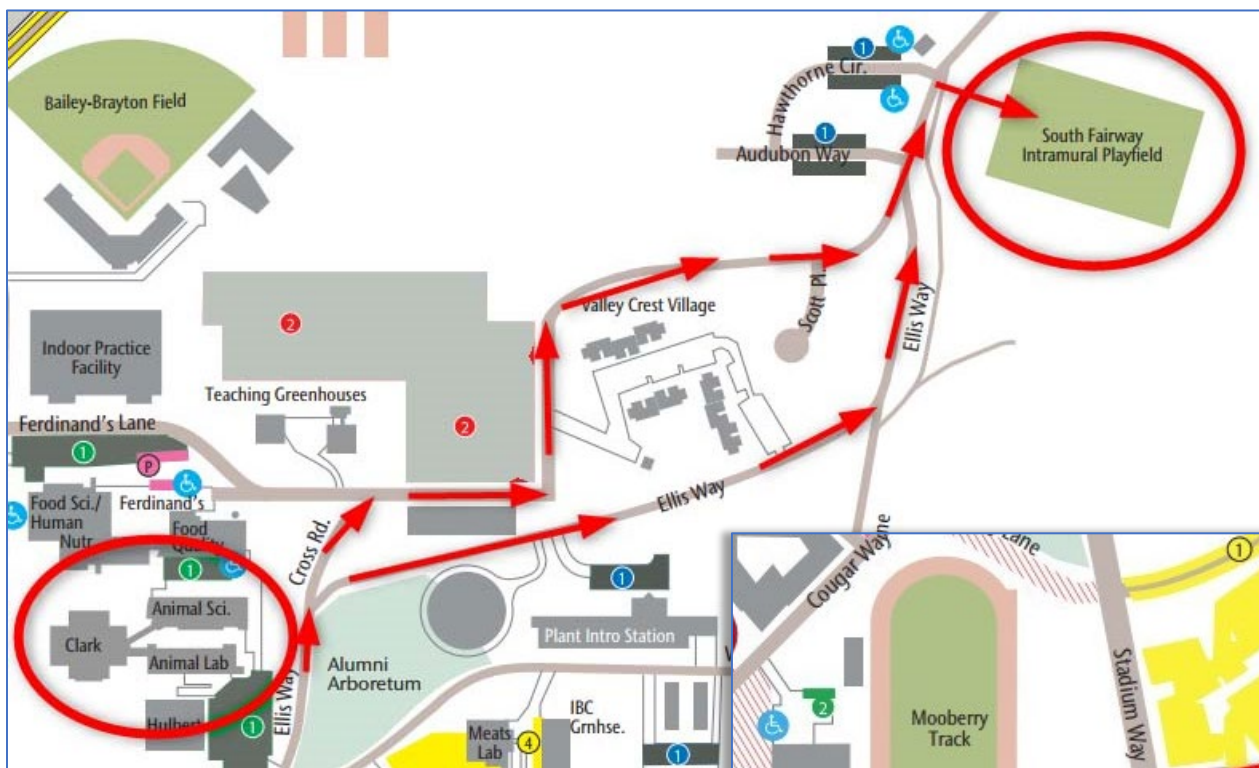 Bailey-Brayton Field
1
Hawthorne Cir.
1
Audubon Way
South Fairway
Intramural Playfield
Indoor Practice
Facility
2
Valley Crest Village
Scott Pl.
Ellis Way
Teaching Greenhouses
2
Ferdinand's Lane
1
P
Ferdinand's
Food Sci./
Human
Nutr.
Food
Quality
1
Cross Rd.
Ellis Way
Clark
Animal Sci.
Animal Lab
Hulbert
1
Ellis Way
Alumni
Arboretum
1
Plant Intro Station
IBC
Grnhse.
Meats
Lab
4
1
Cougar Wayne
Lane
1
Stadium Way
2
Mooberry
Track